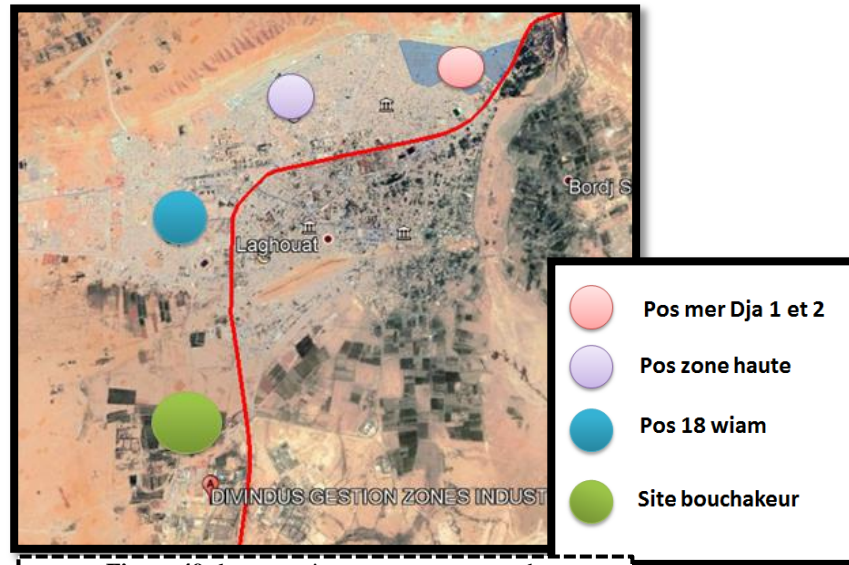 Bordj S
Laghouat
A
DIVINDUS GESTION ZONES INDUST
Pos mer Dja 1 et 2
Pos zone haute
Pos 18 wiam
Site bouchakeur